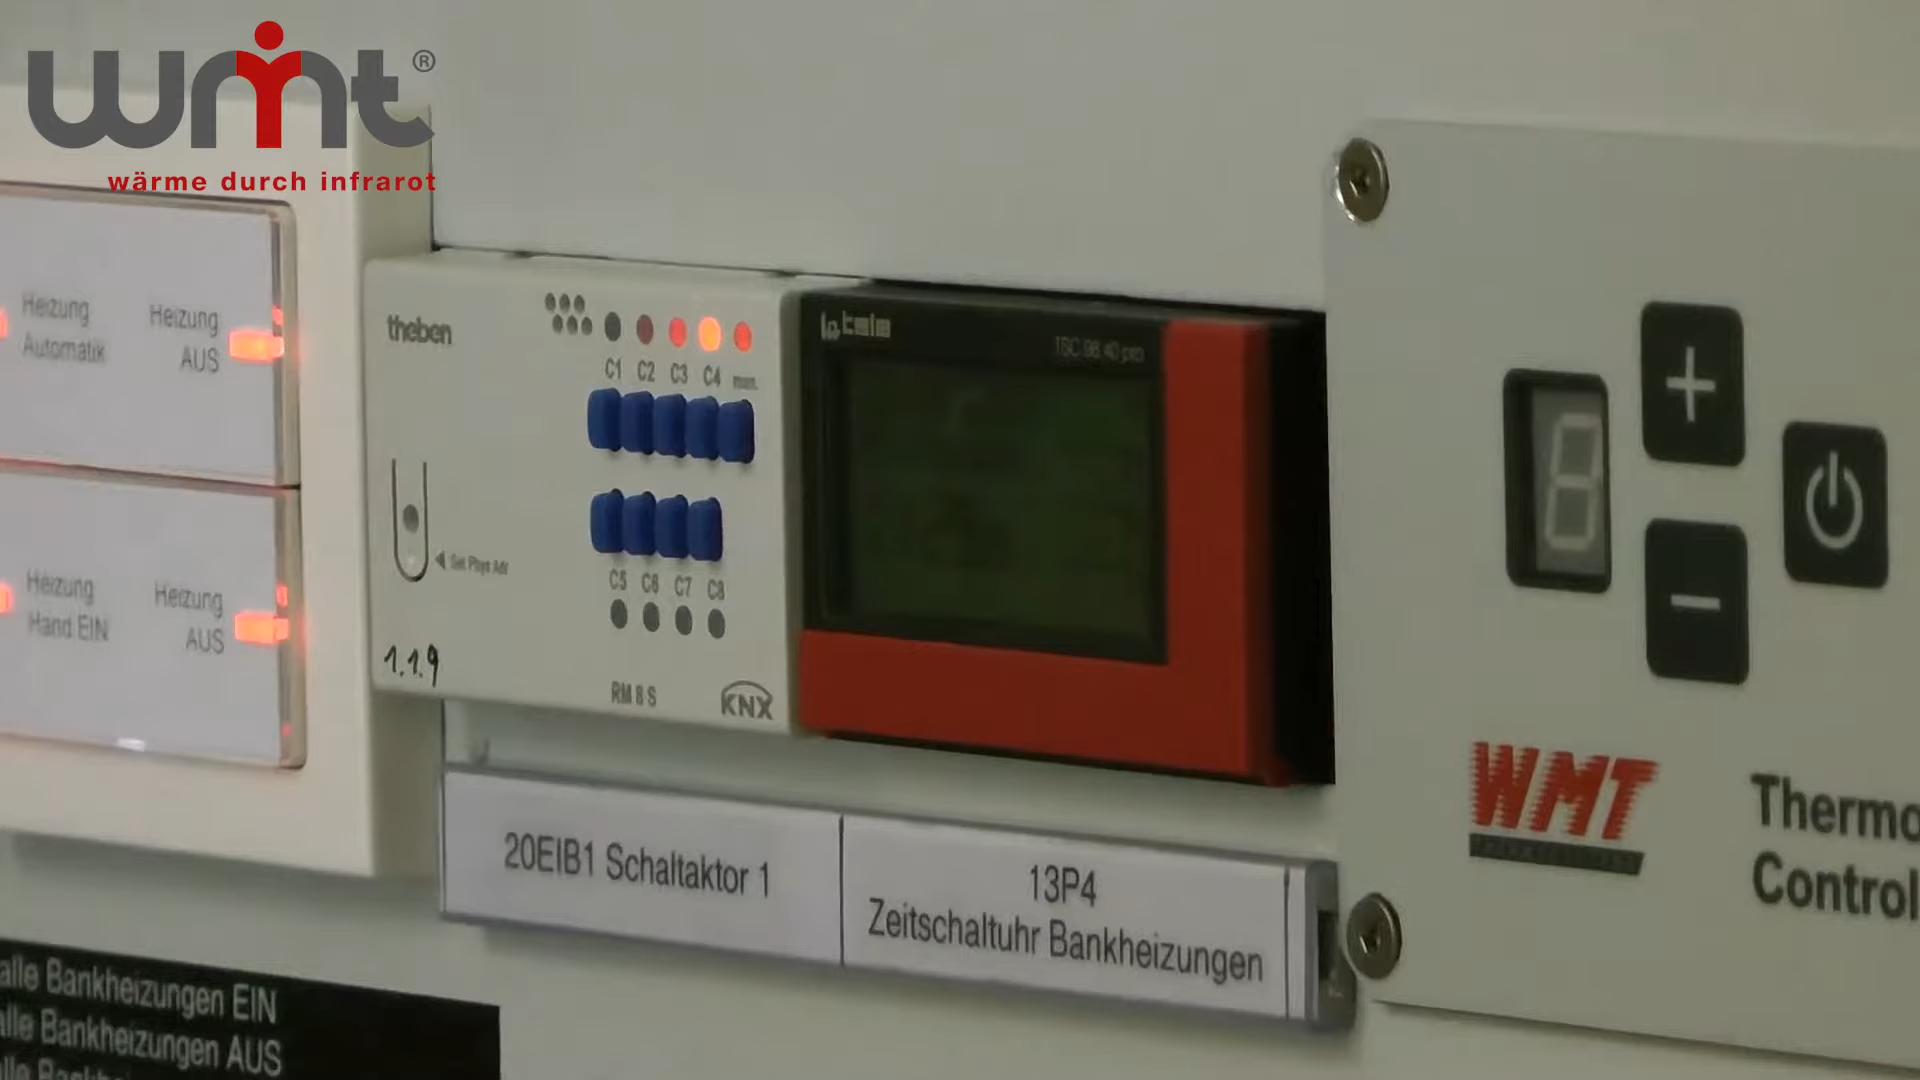 wmt®
wärme durch infrarot
Heizung
Automatik
Heizung
AUS
Heizung
Hand EIN
Heizung
AUS
theben
C1 C2 C3 C4 man.
Set Phys Adr
C5 C6 C7 C8
1.1.9
RM 8 S
KNX
tele
TSC 98.40 pro
8
WMT
Thermo
Control
20EIB1 Schaltaktor 1
13P4
Zeitschaltuhr Bankheizungen
alle Bankheizungen EIN
alle Bankheizungen AUS